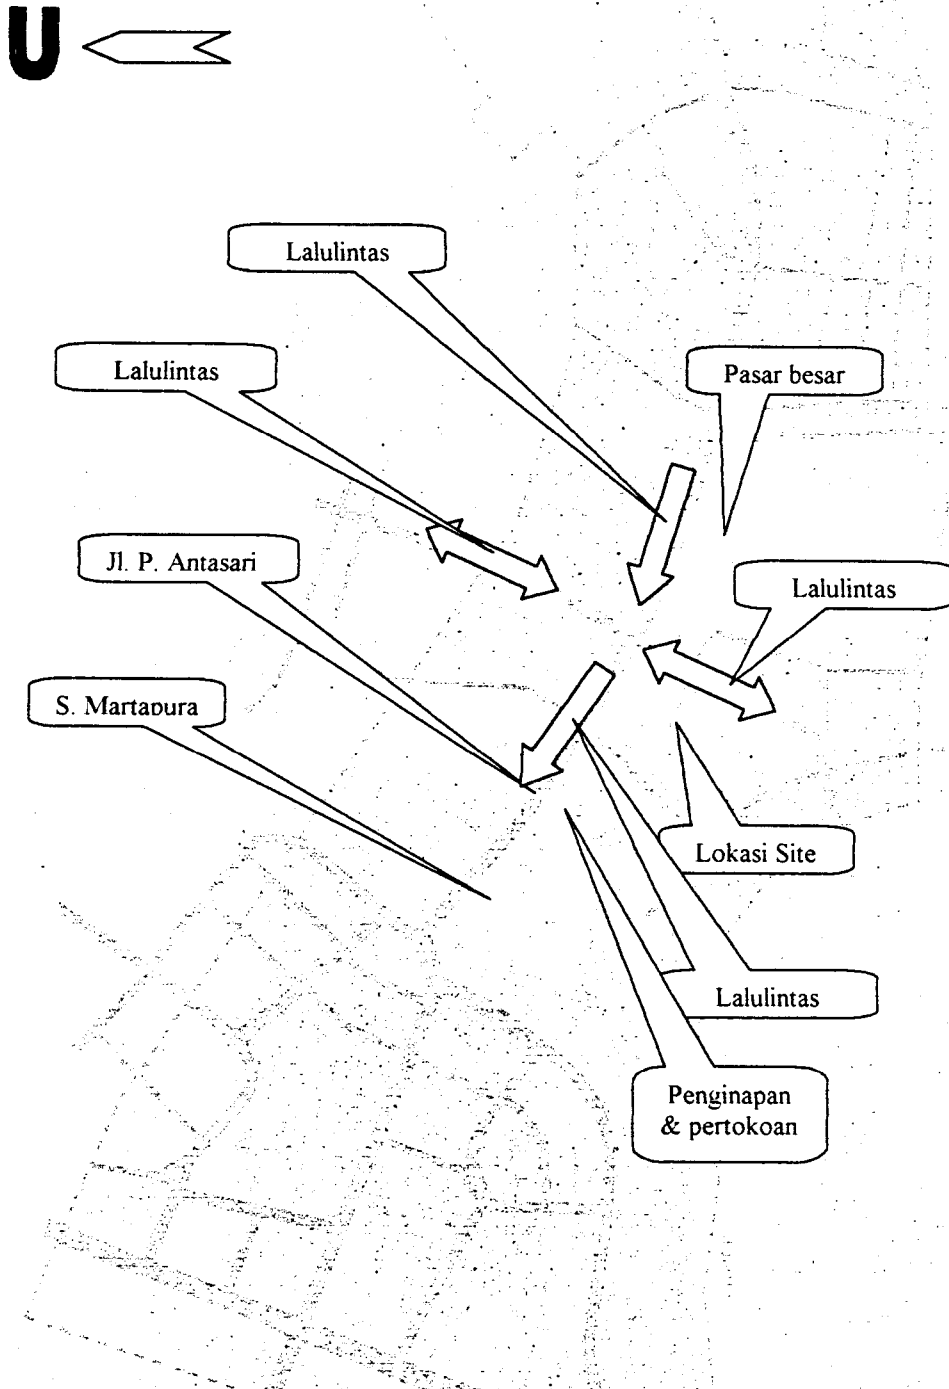 U
Lalulintas
Lalulintas
Pasar besar
Jl. P. Antasari
Lalulintas
S. Martapura
Lokasi Site
Lalulintas
Penginapan
& pertokoan